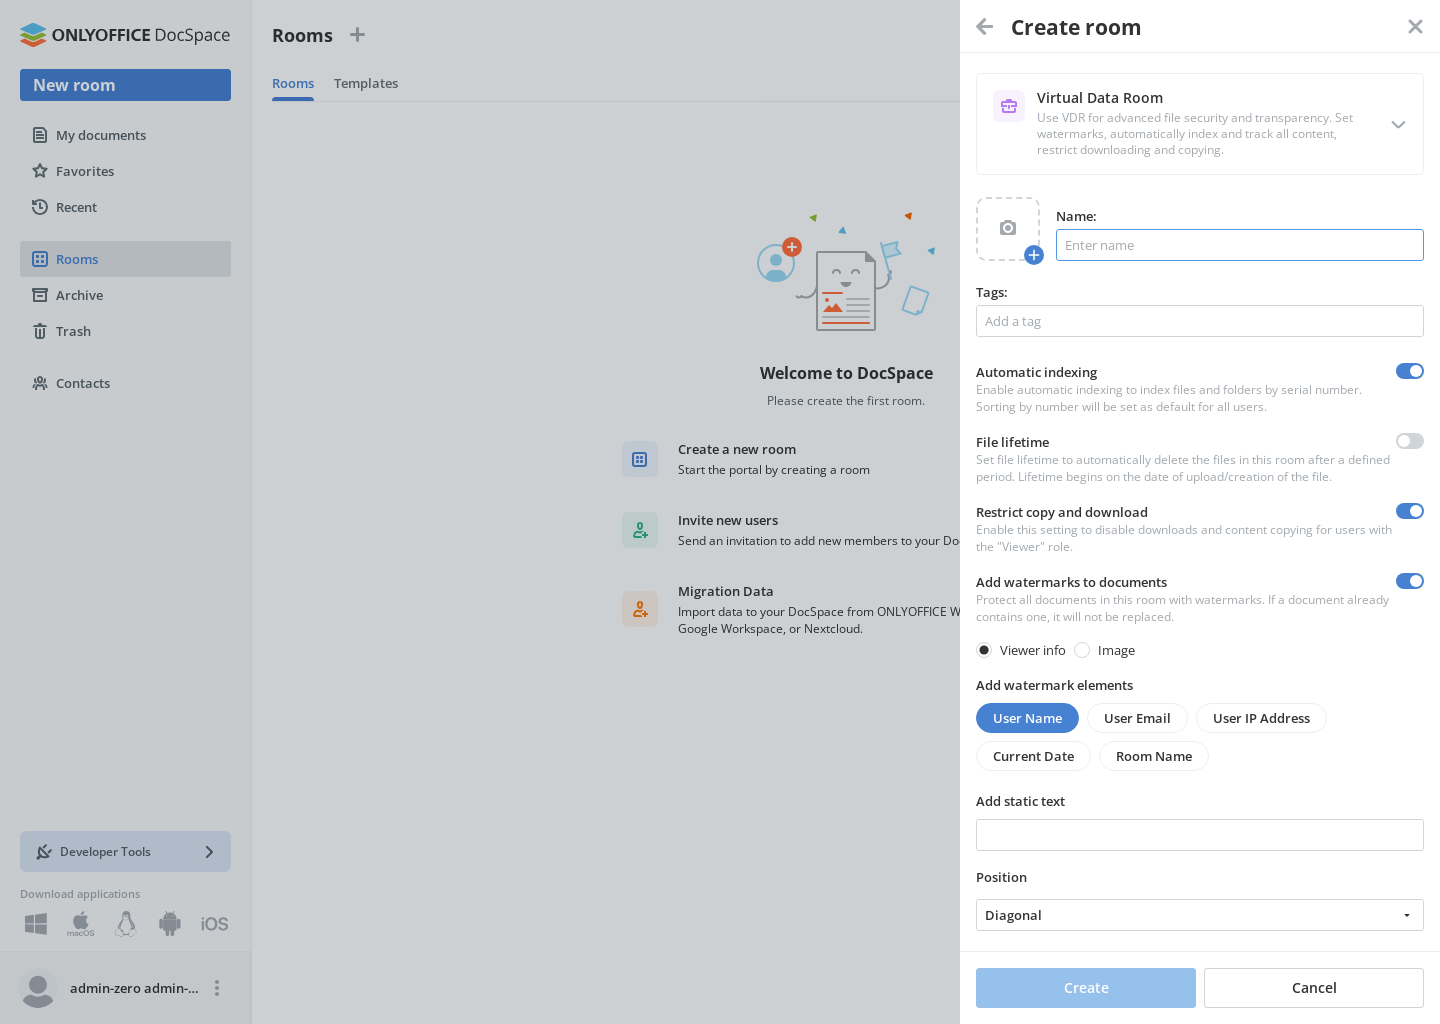 ONLYOFFICE DocSpace
New room
My documents
Favorites
Recent
Rooms
Archive
Trash
Contacts
Developer Tools
Download applications
macOS
iOS
admin-zero admin-...
Rooms
Rooms
Templates
Welcome to DocSpace
Please create the first room.
Create a new room
Start the portal by creating a room
Invite new users
Send an invitation to add new members to your Do
Migration Data
Import data to your DocSpace from ONLYOFFICE W
Google Workspace, or Nextcloud.
Create room
Virtual Data Room
Use VDR for advanced file security and transparency. Set
watermarks, automatically index and track all content,
restrict downloading and copying.
Name:
Enter name
Tags:
Add a tag
Automatic indexing
Enable automatic indexing to index files and folders by serial number.
Sorting by number will be set as default for all users.
File lifetime
Set file lifetime to automatically delete the files in this room after a defined
period. Lifetime begins on the date of upload/creation of the file.
Restrict copy and download
Enable this setting to disable downloads and content copying for users with
the "Viewer" role.
Add watermarks to documents
Protect all documents in this room with watermarks. If a document already
contains one, it will not be replaced.
Viewer info
Image
Add watermark elements
User Name
User Email
User IP Address
Current Date
Room Name
Add static text
Position
Diagonal
Create
Cancel